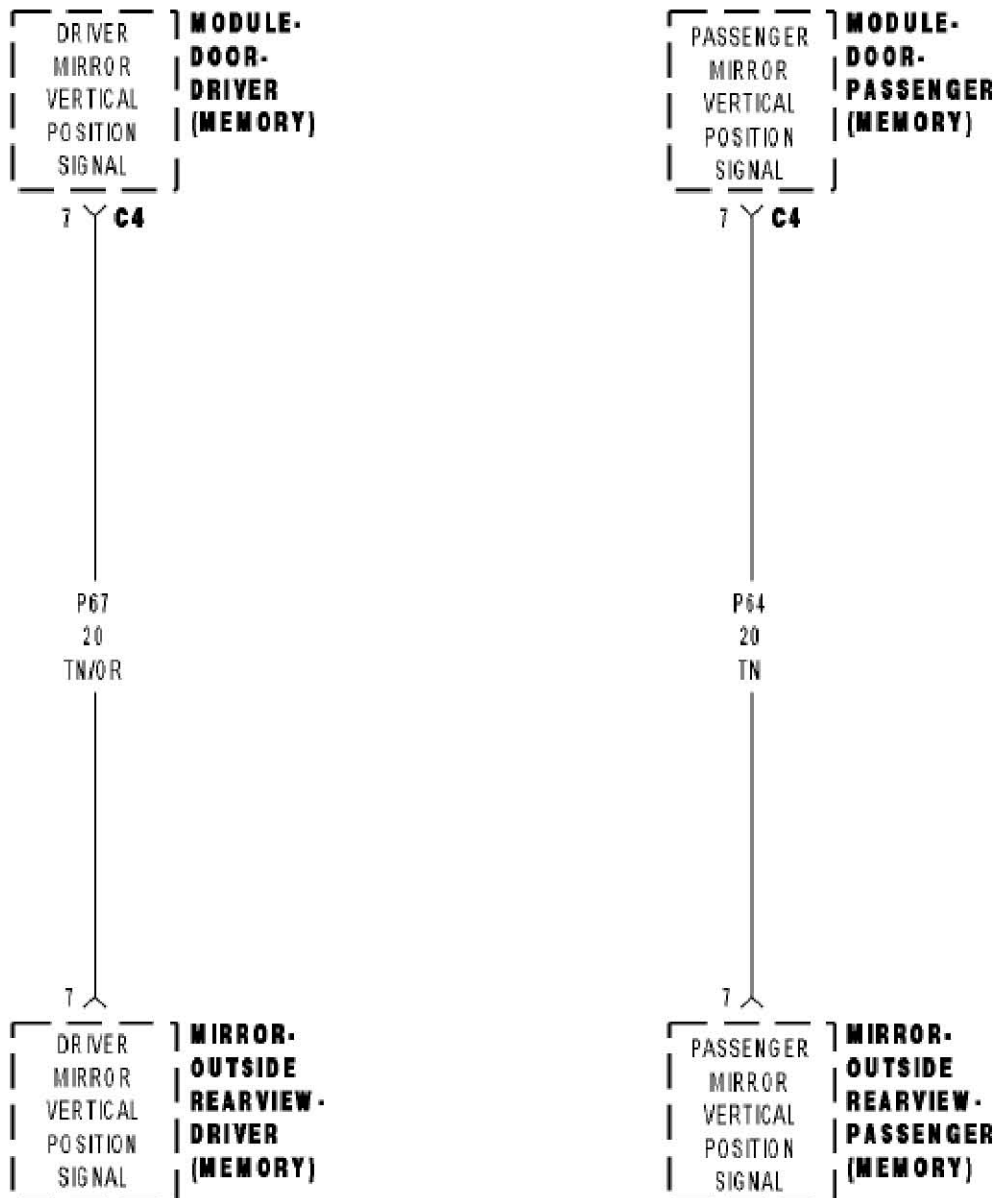 DRIVER
MIRROR
VERTICAL
POSITION
SIGNAL
MODULE-
DOOR-
DRIVER
(MEMORY)
7
C4
P67
20
TN/OR
7
DRIVER
MIRROR
VERTICAL
POSITION
SIGNAL
MIRROR-
OUTSIDE
REARVIEW-
DRIVER
(MEMORY)
PASSENGER
MIRROR
VERTICAL
POSITION
SIGNAL
MODULE-
DOOR-
PASSENGER
(MEMORY)
7
C4
P64
20
TN
7
PASSENGER
MIRROR
VERTICAL
POSITION
SIGNAL
MIRROR-
OUTSIDE
REARVIEW-
PASSENGER
(MEMORY)